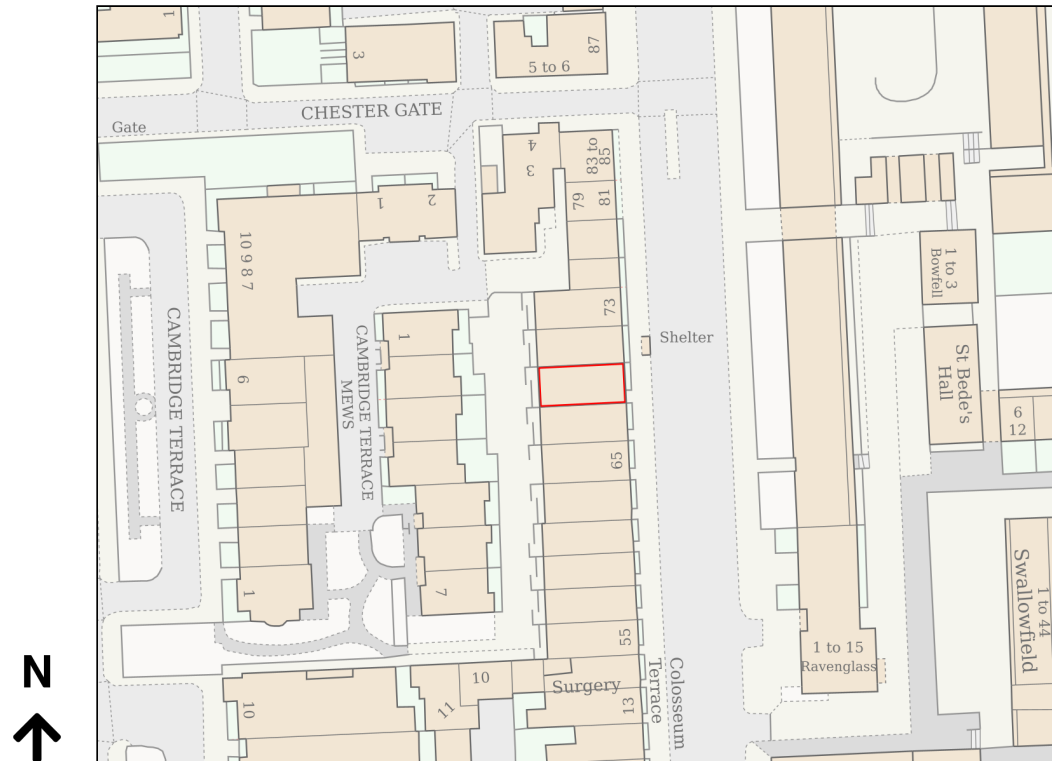 1
3
87
5 to 6
CHESTER GATE
Gate
4
3
83 to
85
1
2
79
81
10 9 8 7
1 to 3
Bowfell
CAMBRIDGE TERRACE
CAMBRIDGE TERRACE
MEWS
1
73
Shelter
St Bede's
Hall
6
6
12
65
Swallowfield
1 to 44
1
7
55
1 to 15
Ravenglass
Terrace
Colosseum
10
Surgery
10
11
13
N